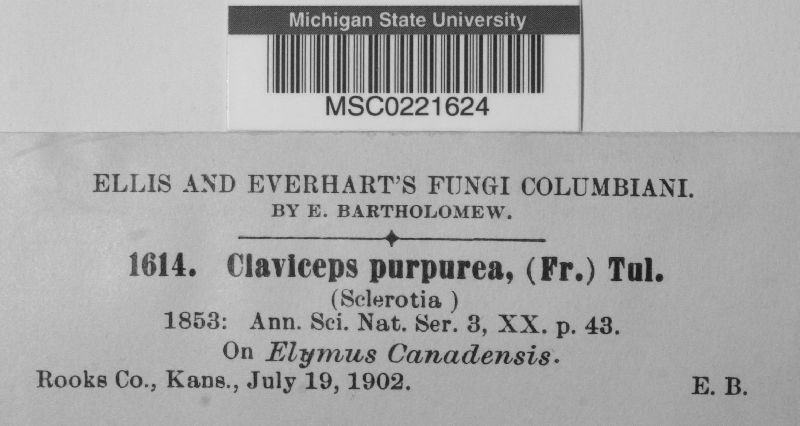 Michigan State University
MSC0221624
ELLIS AND EVERHART'S FUNGI COLUMBIANI.
BY E. BARTHOLOMEW.
1614. Claviceps purpurea, (Fr.) Tul.
(Sclerotia )
1853: Ann. Sci. Nat. Ser. 3, XX. p. 43.
On Elymus Canadensis.
Rooks Co., Kans., July 19, 1902. E. B.